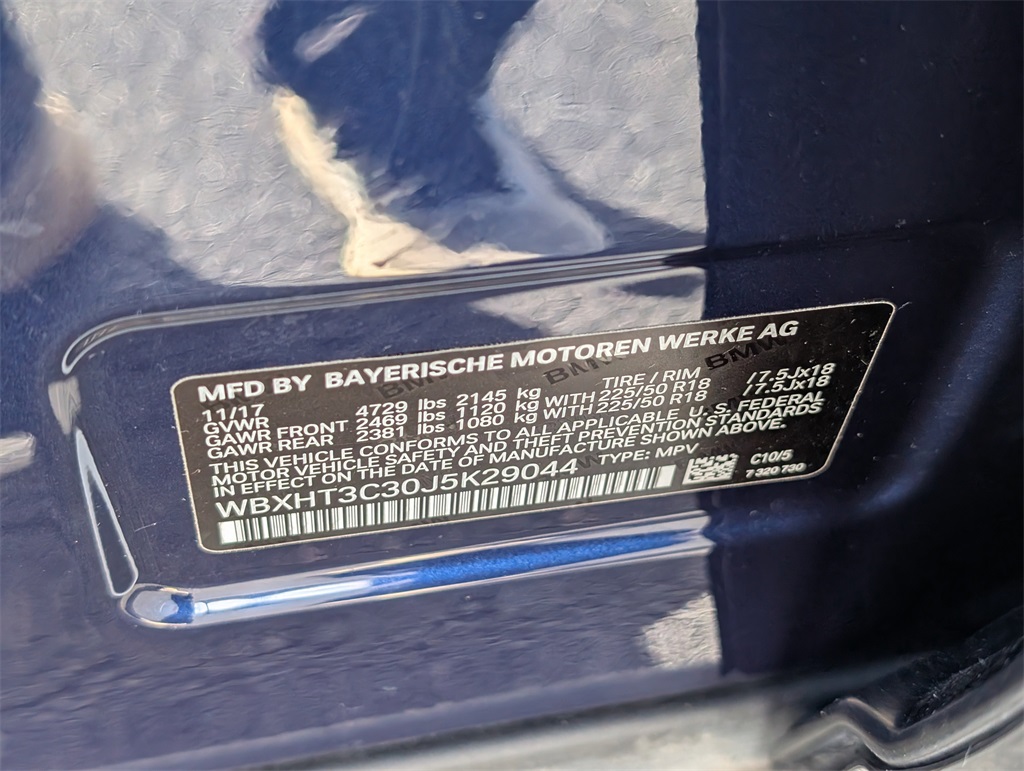 MFD BY BAYERISCHE MOTOREN WERKE AG
11/17 TIRE / RIM
GVWR 4729 lbs 2145 kg
GAWR FRONT 2469 lbs 1120 kg WITH 225/50 R18 /7.5Jx18
GAWR REAR 2381 lbs 1080 kg WITH 225/50 R18 /7.5Jx18
THIS VEHICLE CONFORMS TO ALL APPLICABLE U.S. FEDERAL
MOTOR VEHICLE SAFETY AND THEFT PREVENTION STANDARDS
IN EFFECT ON THE DATE OF MANUFACTURE SHOWN ABOVE.
WBXHT3C30J5K29044 TYPE: MPV
C10/5
7 320 730